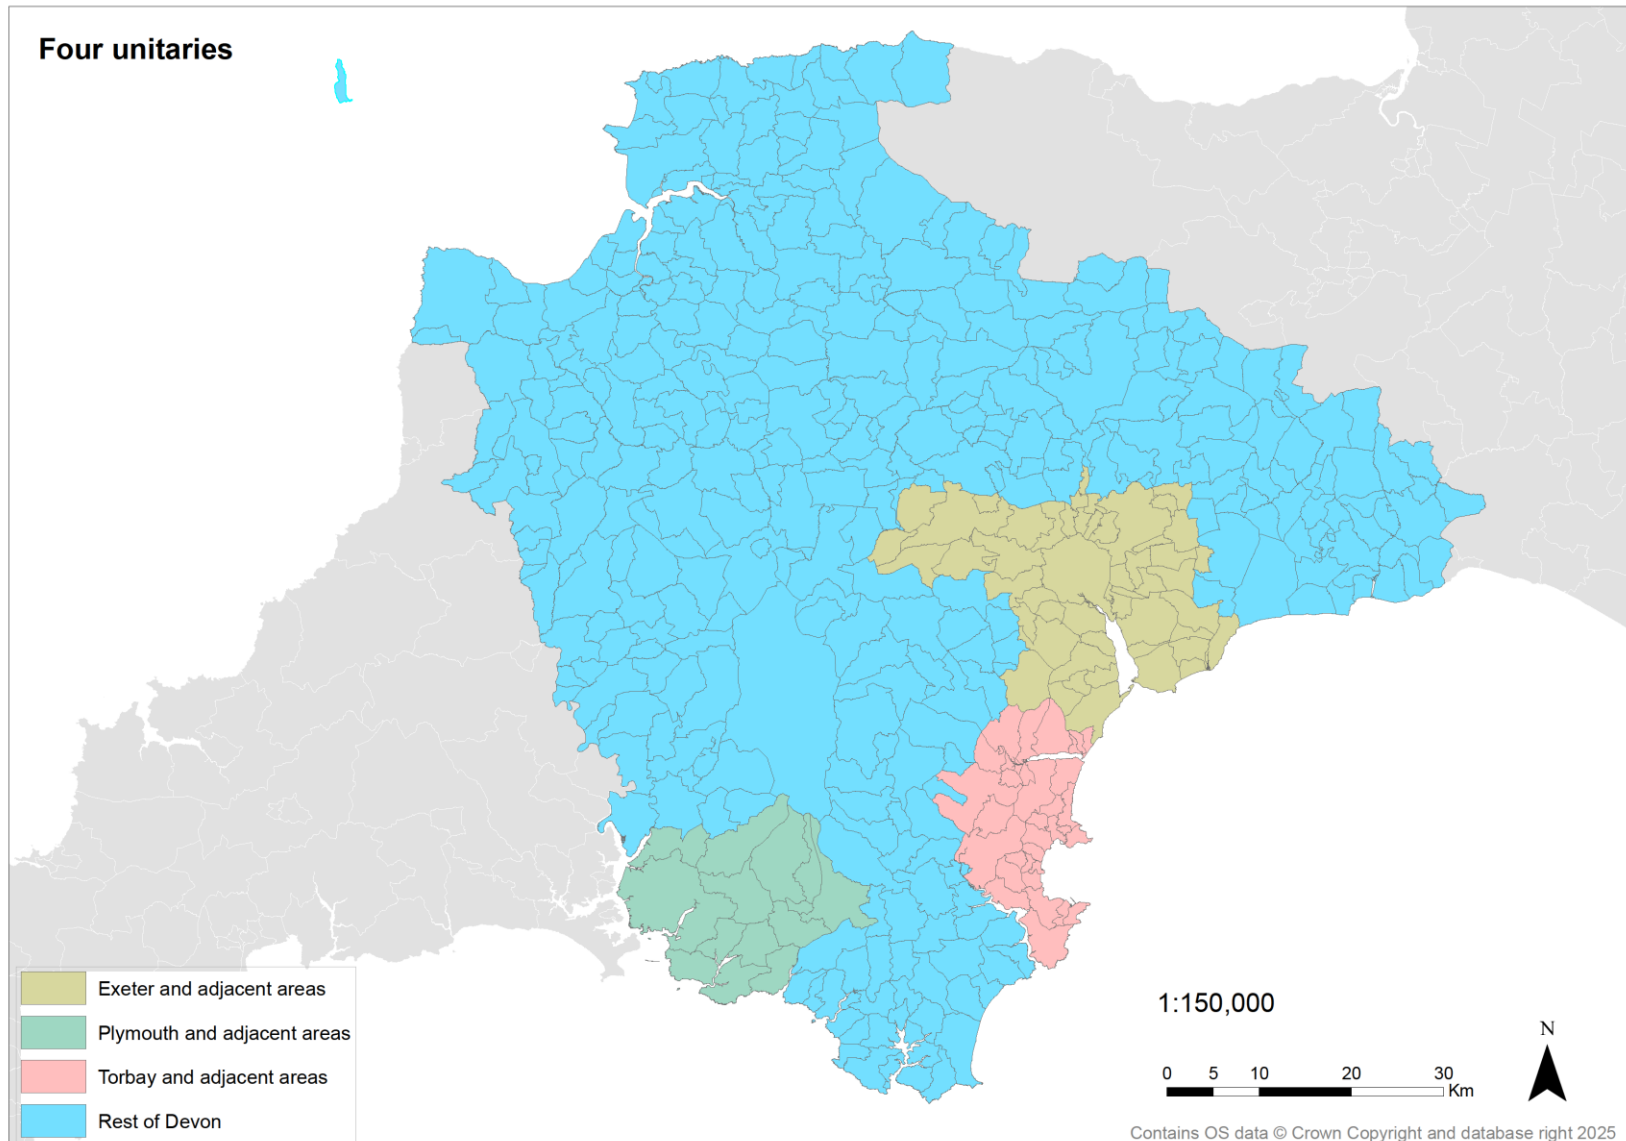 Four unitaries
Exeter and adjacent areas
Plymouth and adjacent areas
Torbay and adjacent areas
Rest of Devon
1:150,000
N
0 5 10 20 30
Km
Contains OS data © Crown Copyright and database right 2025